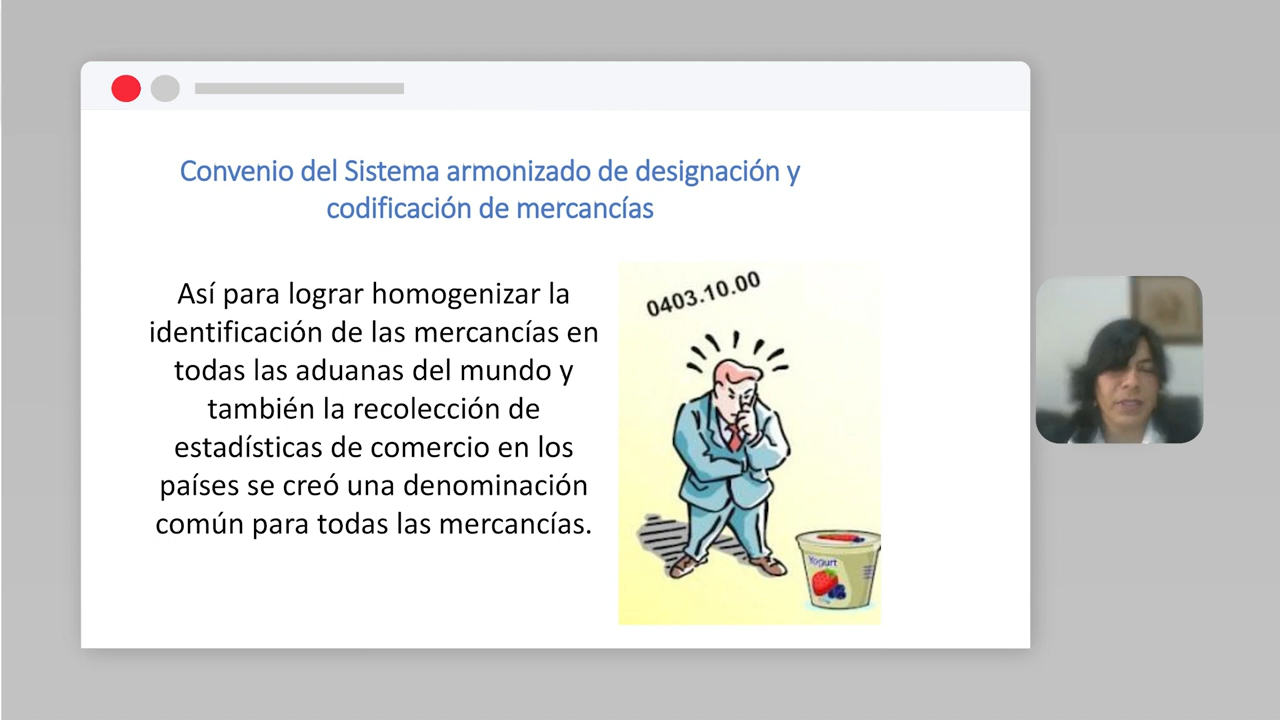 Convenio del Sistema armonizado de designación y
codificación de mercancías
Así para lograr homogenizar la
identificación de las mercancías en
todas las aduanas del mundo y
también la recolección de
estadísticas de comercio en los
países se creó una denominación
común para todas las mercancías.
0403.10.00
Yogurt